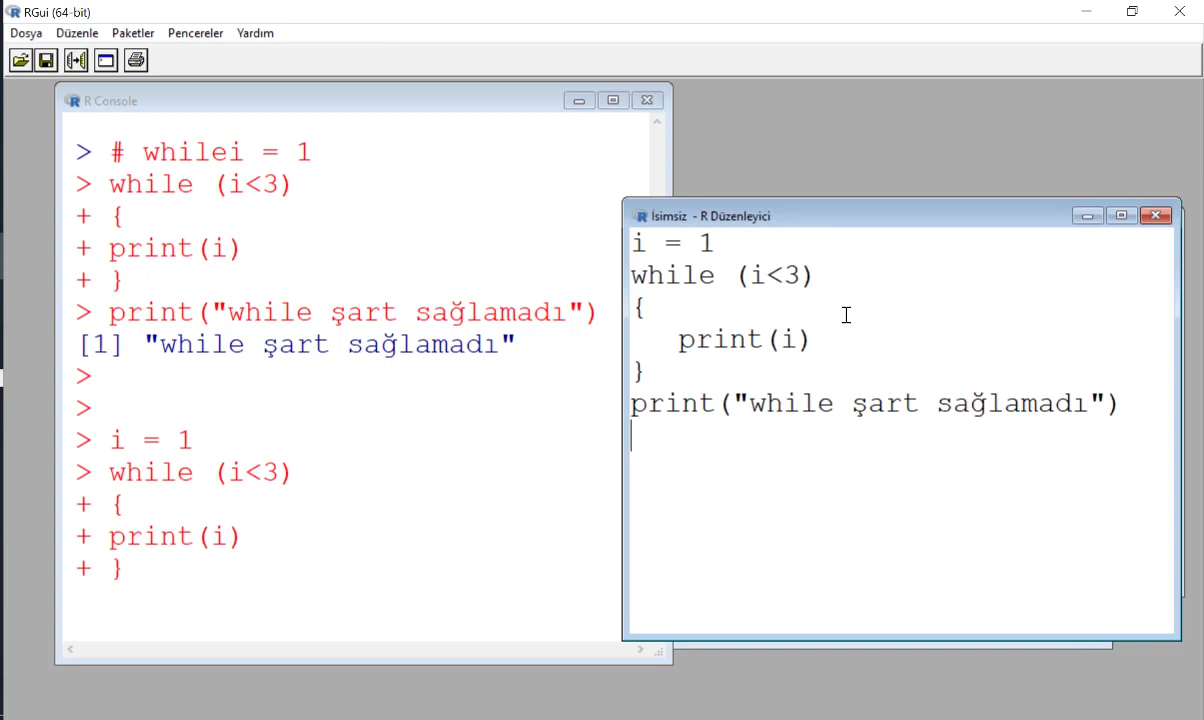 RGui (64-bit)
Dosya Düzenle Paketler Pencereler Yardım
R Console
> # whilei = 1
> while (i<3)
+ {
+ print(i)
+ }
> print("while şart sağlamadı")
[1] "while şart sağlamadı"
>
>
> i = 1
> while (i<3)
+ {
+ print(i)
+ }
İsimsiz - R Düzenleyici
i = 1
while (i<3)
{
print(i)
}
print("while şart sağlamadı")